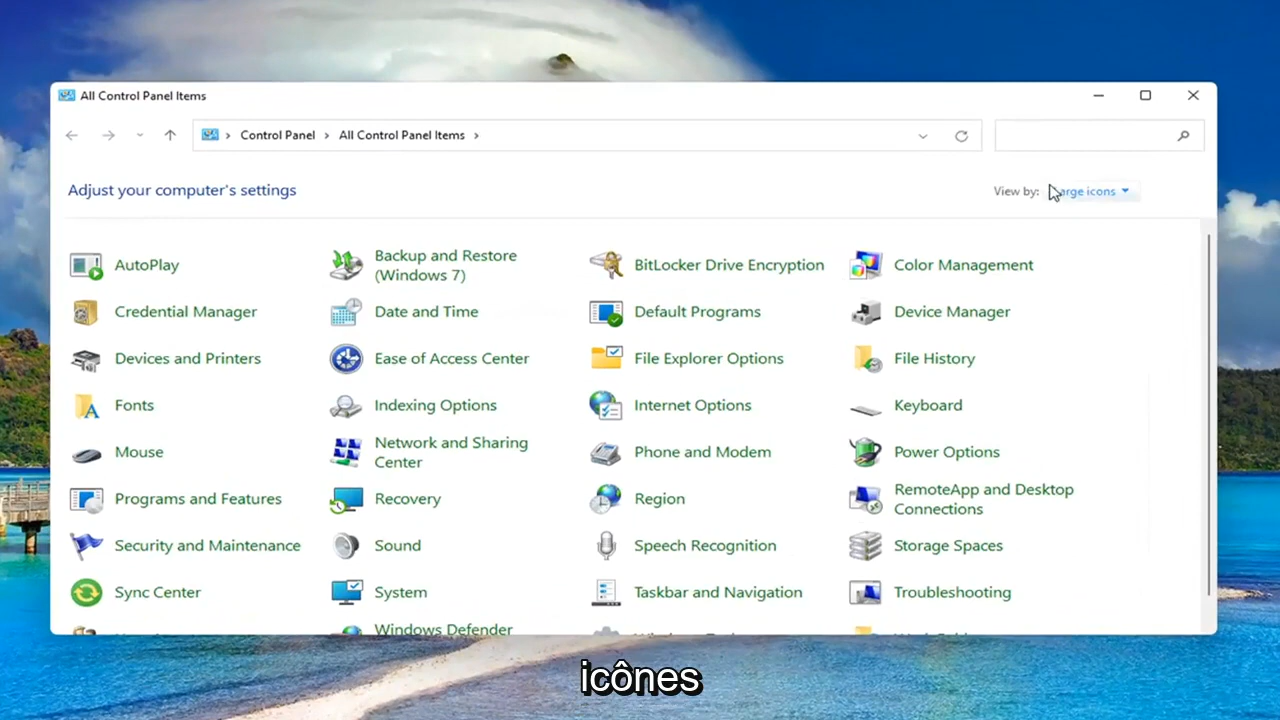 All Control Panel Items
Control Panel > All Control Panel Items >
Adjust your computer's settings
View by: arge icons
AutoPlay
Backup and Restore
(Windows 7)
BitLocker Drive Encryption
Color Management
Credential Manager
Date and Time
Default Programs
Device Manager
Devices and Printers
Ease of Access Center
File Explorer Options
File History
Fonts
Indexing Options
Internet Options
Keyboard
Mouse
Network and Sharing
Center
Phone and Modem
Power Options
Programs and Features
Recovery
Region
RemoteApp and Desktop
Connections
Security and Maintenance
Sound
Speech Recognition
Storage Spaces
Sync Center
System
Taskbar and Navigation
Troubleshooting
Windows Defender
icônes